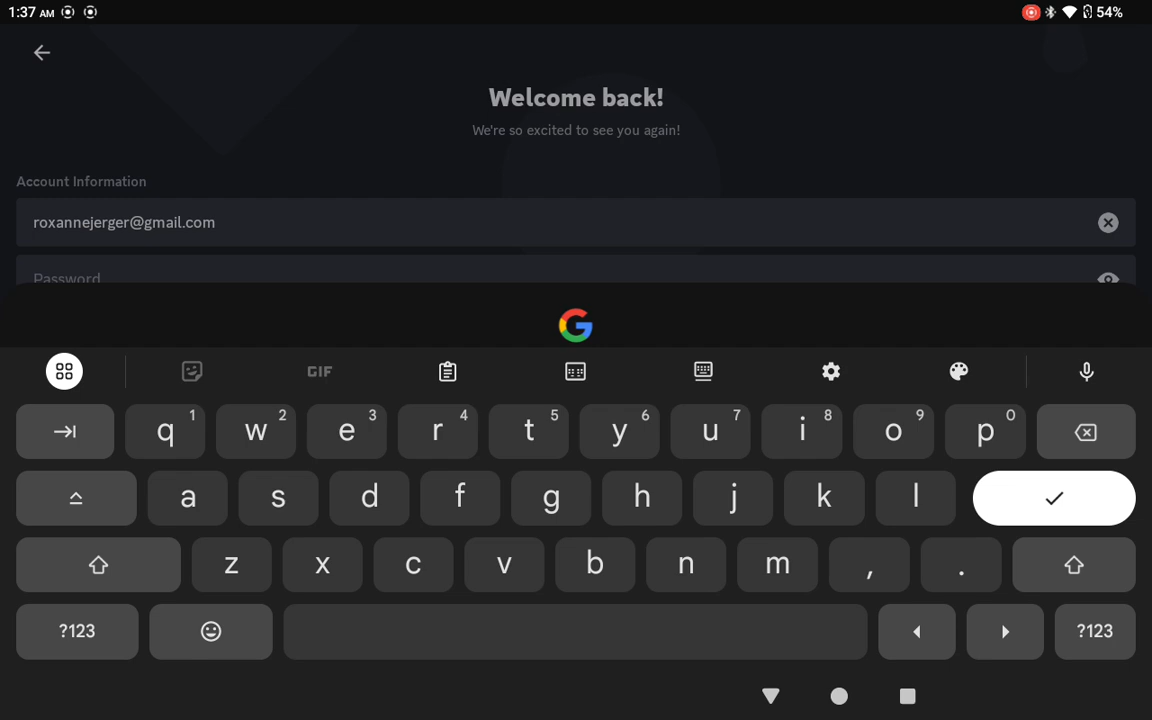 1:37 AM 54%
Welcome back!
We're so excited to see you again!
Account Information
roxannejerger@gmail.com
Password
GIF
q 1 w 2 e 3 r 4 t 5 y 6 u 7 i 8 o 9 p 0
a s d f g h j k l
z x c v b n m , .
?123 ?123